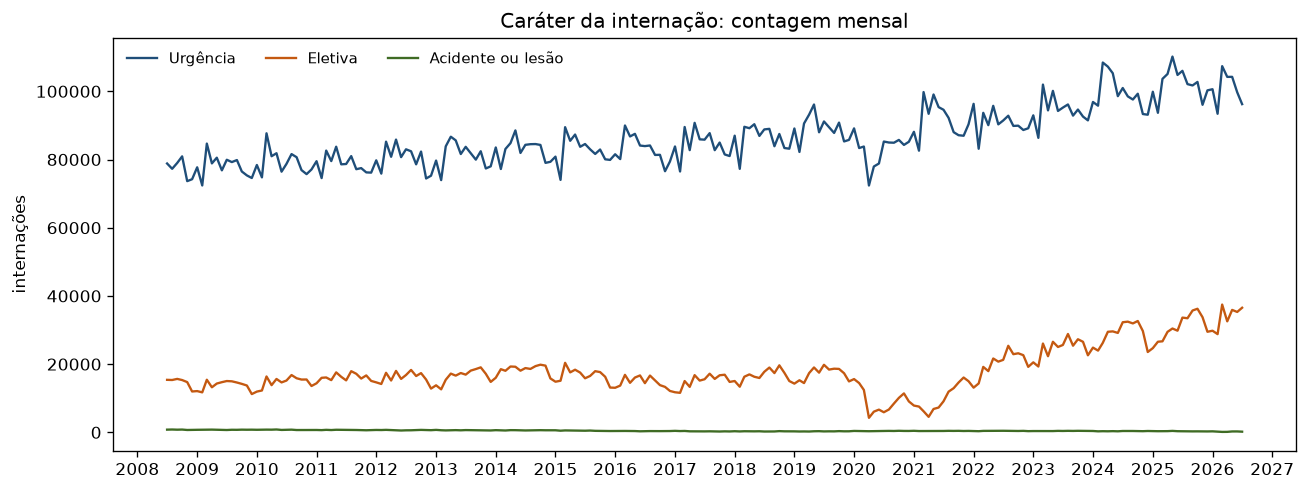 Caráter da internação: contagem mensal
Urgência
Eletiva
Acidente ou lesão
internações
100000
80000
60000
40000
20000
0
2008 2009 2010 2011 2012 2013 2014 2015 2016 2017 2018 2019 2020 2021 2022 2023 2024 2025 2026 2027